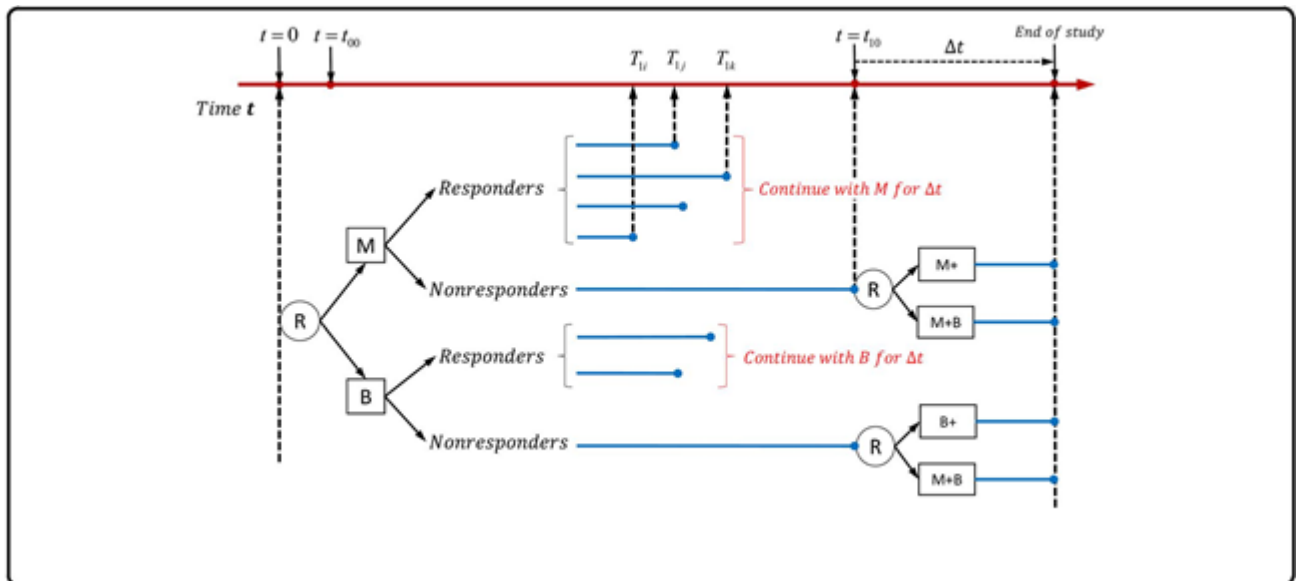 t = 0
t = t₀₀
T₁ᵢ
T₁ⱼ
T₁ₖ
t = t₁₀
Δt
End of study
Time t
Responders
Continue with M for Δt
M
Nonresponders
R
M+
M+B
R
Responders
Continue with B for Δt
B
Nonresponders
R
B+
M+B